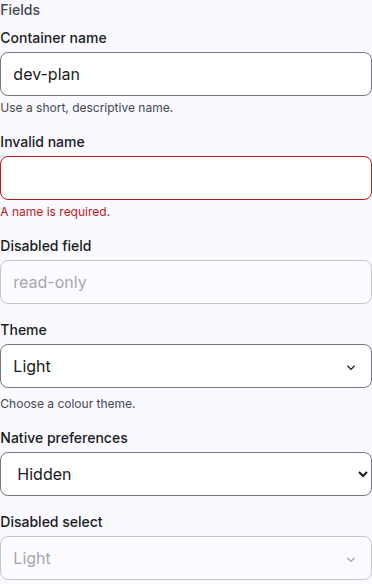 Fields
Container name
dev-plan
Use a short, descriptive name.
Invalid name
A name is required.
Disabled field
read-only
Theme
Light
Choose a colour theme.
Native preferences
Hidden
Disabled select
Light